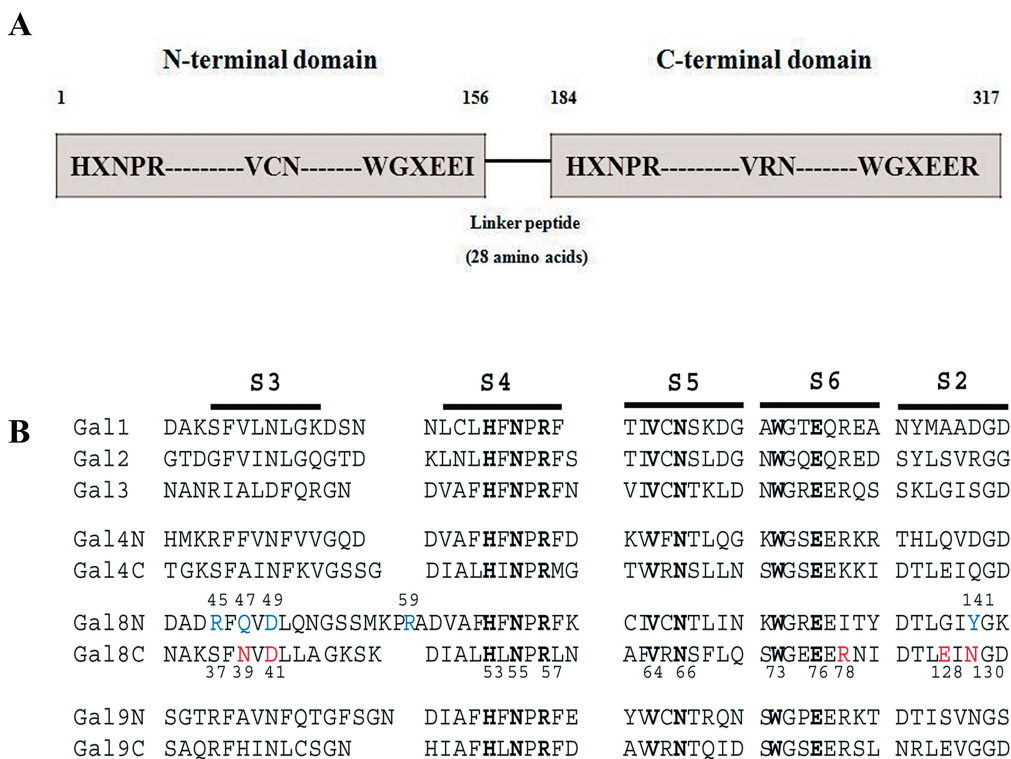 A
N-terminal domain C-terminal domain
1 156 184 317
HXNPR---------VCN-------WGXEEI HXNPR---------VRN-------WGXEER
Linker peptide
(28 amino acids)
S3 S4 S5 S6 S2
B
Gal1 DAKSFVLNLGKDSN NLCLHFNPRF TIVCNSKDG AWGTEQREA NYMAADGD
Gal2 GTDGFVINLGQGTD KLNLHFNPRFS TIVCNSLDG NWGQEQRED SYLSVRGG
Gal3 NANRIALDFQRGN DVAFHFNPRFN VIVCNTKLD NWGREERQS SKLGISGD
Gal4N HMKRFFVNFVVGQD DVAFHFNPRFD KWVFNTLQG KWGSEERKR THLQVDGD
Gal4C TGKSFAINFKVGSSG DIALHINPRMG TWVRNSLLN SWGSEEKKI DTLEIQGD
45 47 49 59 141
Gal8N DADRFQVDLQNGSSMKPRADVAFHFNPRFK CIVCNTLIN KWGREEITY DTLGIYGK
Gal8C NAKSFNVDLLAGKSK DIALHLNPRLN AFVRNSFLQ SWGEEERNI DTLEINGD
37 39 41 53 55 57 64 66 73 76 78 128 130
Gal9N SGTRFAVNFQTGFSGN DIAFHFNPRFE YWVCNTRQN SWGPEERKT DTISVNGS
Gal9C SAQRFHINLCSGN HIAFHLNPRFD AWVRNTQID SWGSEERSL NRLEVGGD